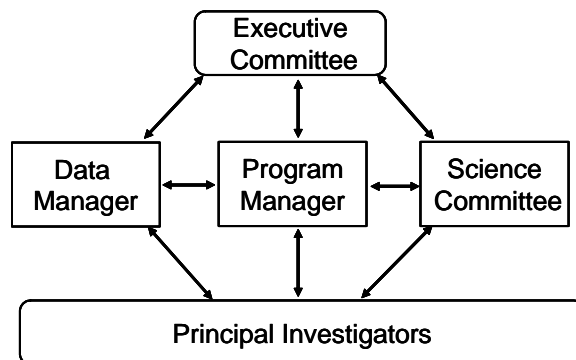 Executive
Committee
Data
Manager
Program
Manager
Science
Committee
Principal Investigators